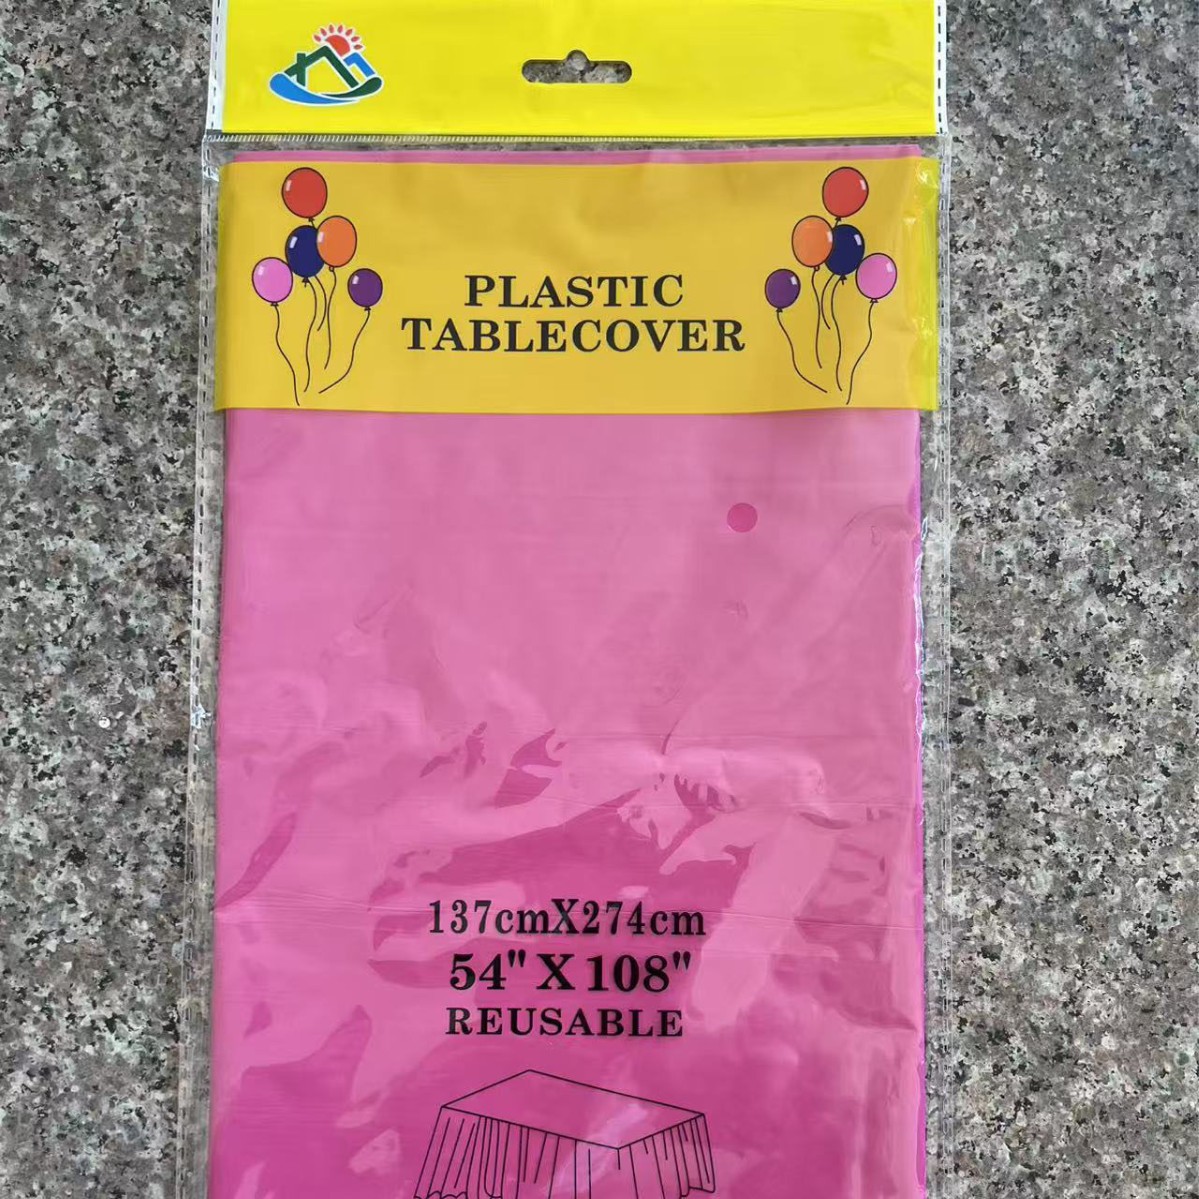 PLASTIC
TABLECOVER
137cmX274cm
54" X 108"
REUSABLE